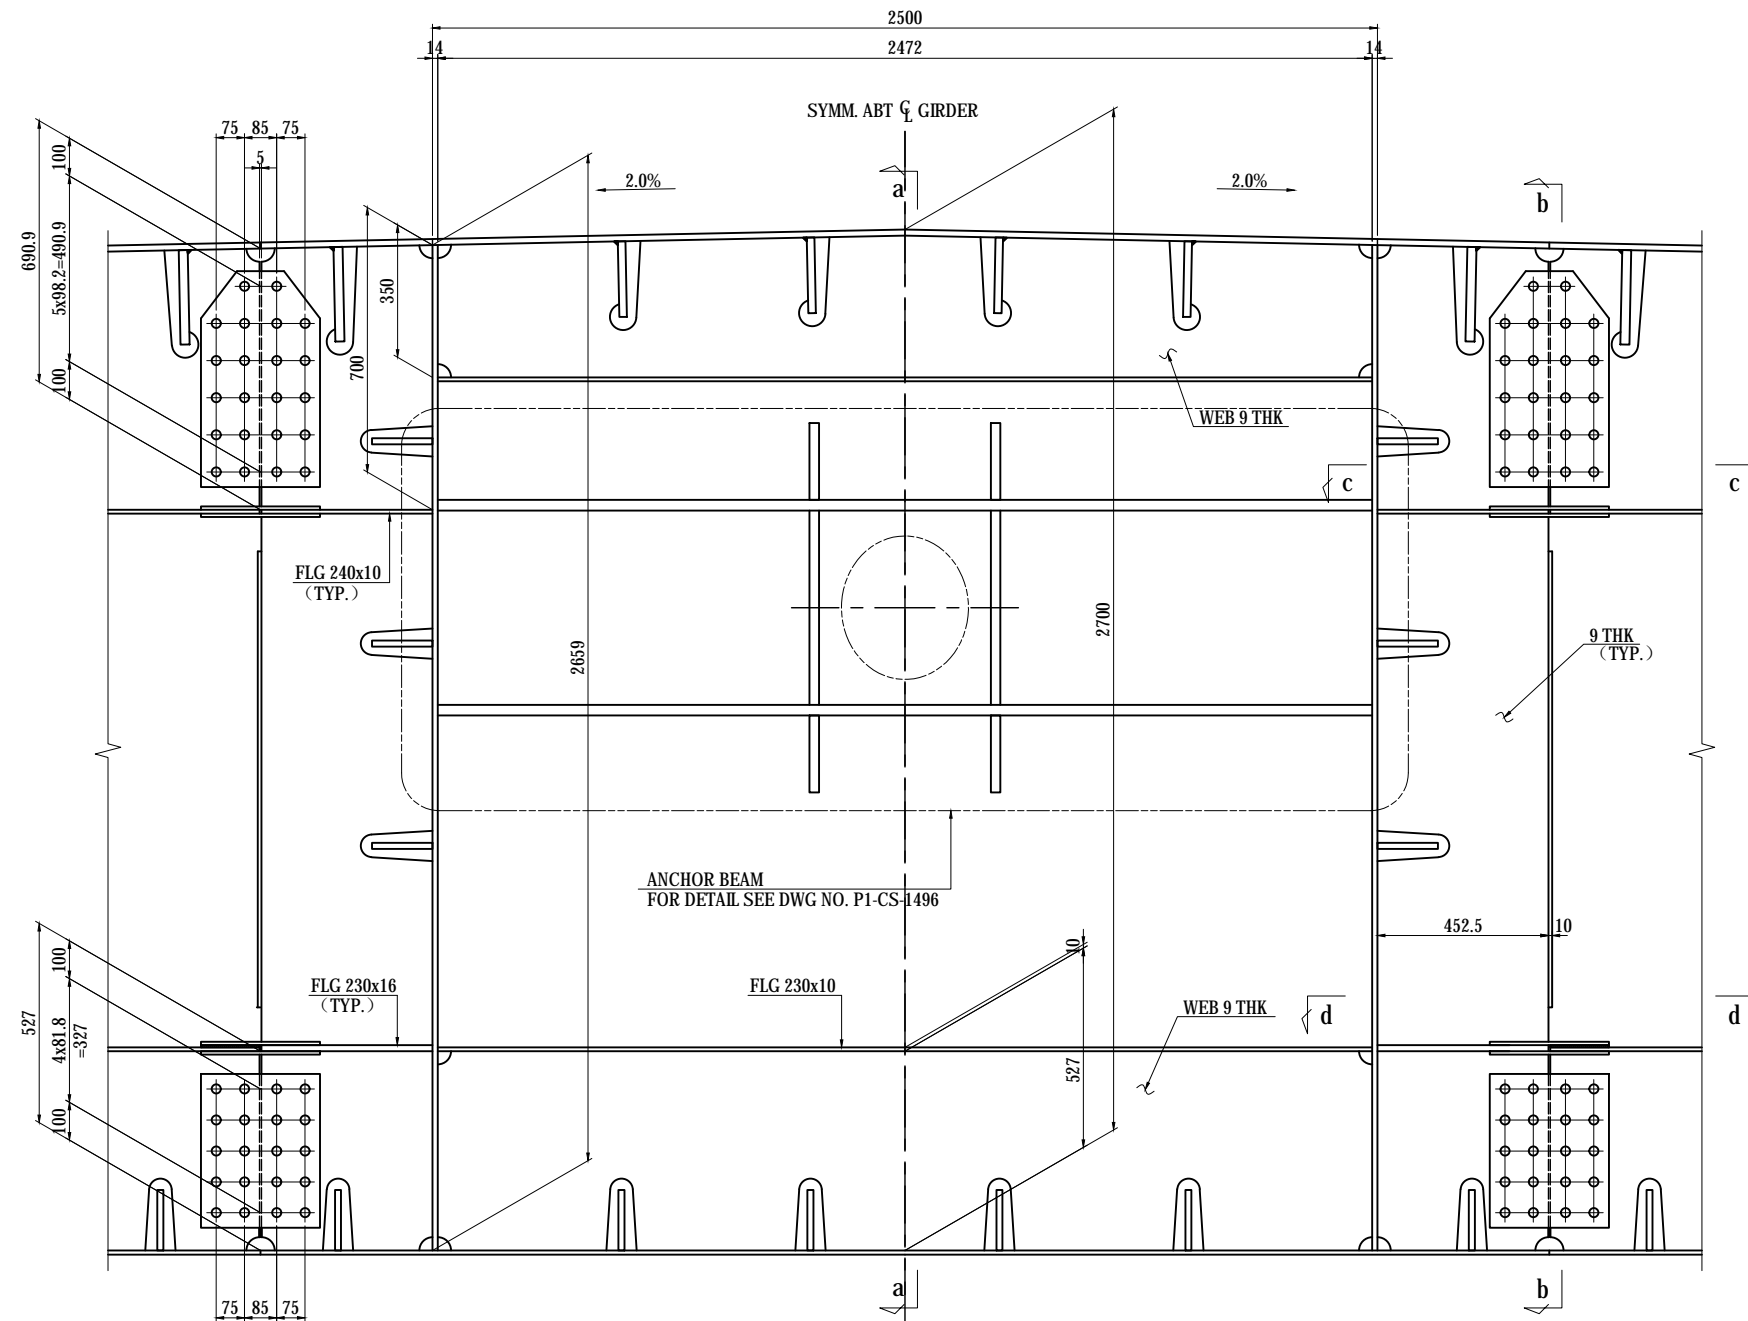 2500
14
2472
14
SYMM. ABT ℄ GIRDER
75
85
75
5
100
690.9
5x98.2=490.9
100
2.0%
a
2.0%
b
350
700
WEB 9 THK
c
c
FLG 240x10
(TYP.)
2659
2700
9 THK
(TYP.)
ANCHOR BEAM
FOR DETAIL SEE DWG NO. P1-CS-1496
452.5
10
10
100
527
4x81.8
=327
100
FLG 230x16
(TYP.)
FLG 230x10
WEB 9 THK
d
d
527
a
b
75
85
75